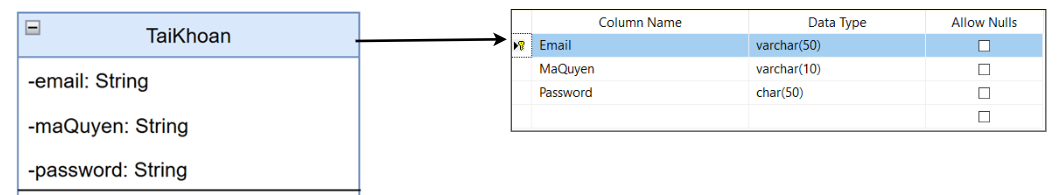 TaiKhoan
-email: String
-maQuyen: String
-password: String
Column Name Data Type Allow Nulls
Email varchar(50)
MaQuyen varchar(10)
Password char(50)